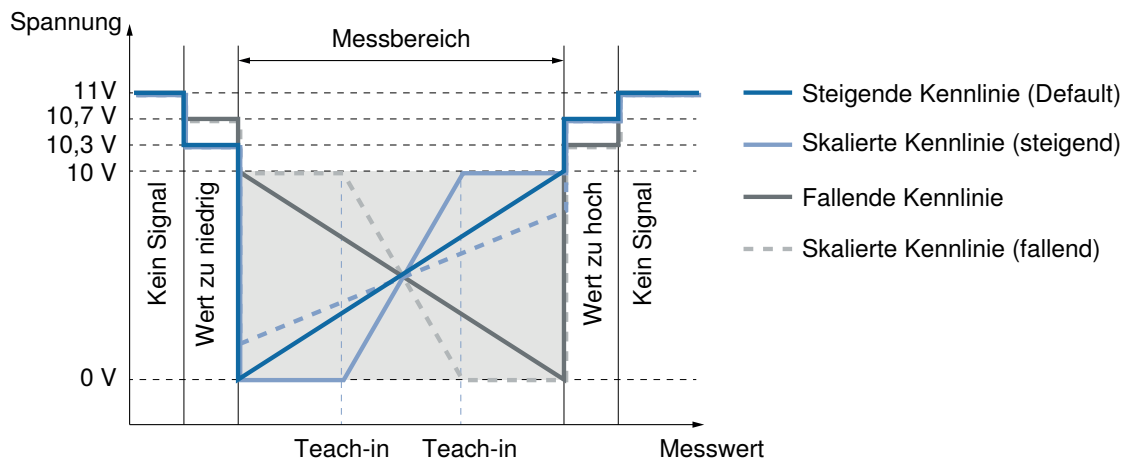 Spannung
Messbereich
11 V
10,7 V
10,3 V
10 V
0 V
Kein Signal
Wert zu niedrig
Wert zu hoch
Kein Signal
Teach-in
Teach-in
Messwert
Steigende Kennlinie (Default)
Skalierte Kennlinie (steigend)
Fallende Kennlinie
Skalierte Kennlinie (fallend)